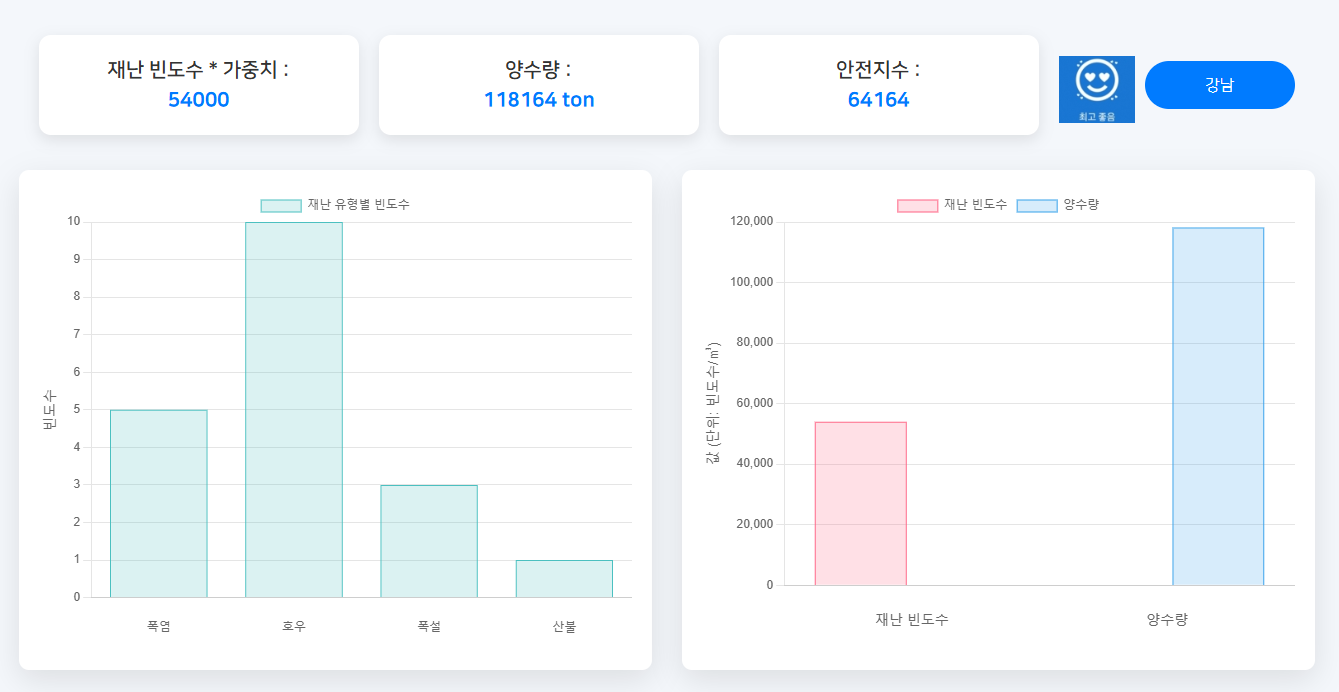 재난 빈도수 * 가중치 :
54000
양수량 :
118164 ton
안전지수 :
64164
최고 좋음
강남
재난 유형별 빈도수
10
9
8
7
6
5
4
3
2
1
0
빈도수
폭염
호우
폭설
산불
재난 빈도수
양수량
120,000
100,000
80,000
60,000
40,000
20,000
0
값 (단위: 빈도수/㎥)
재난 빈도수
양수량